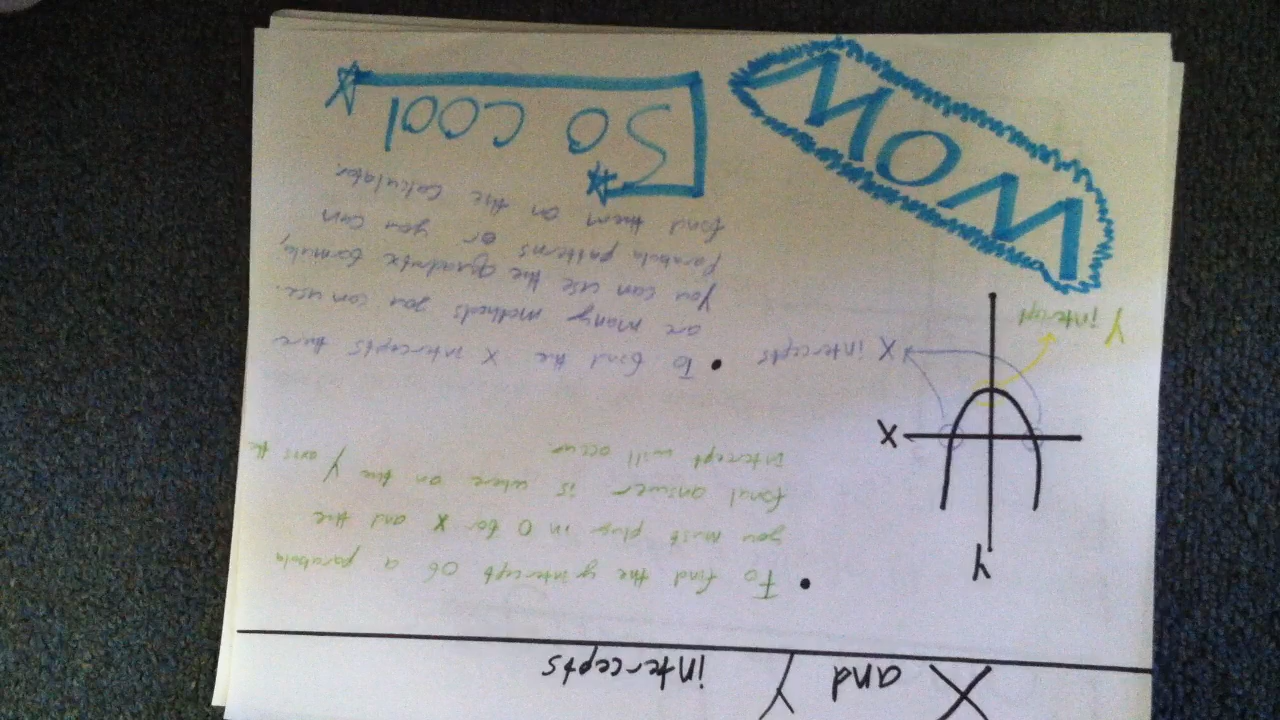 X and Y intercepts
• To find the y intercept of a parabola
you must plug in 0 for x and the
final answer is where on the Y axis the
intercept will occur
Y
X
X intercepts
Y intercept
• To find the X intercepts there
are many methods you can use.
you can use the quadratic formula,
Parabola patterns or you can
find them on the calculator.
WOW
SO COOl